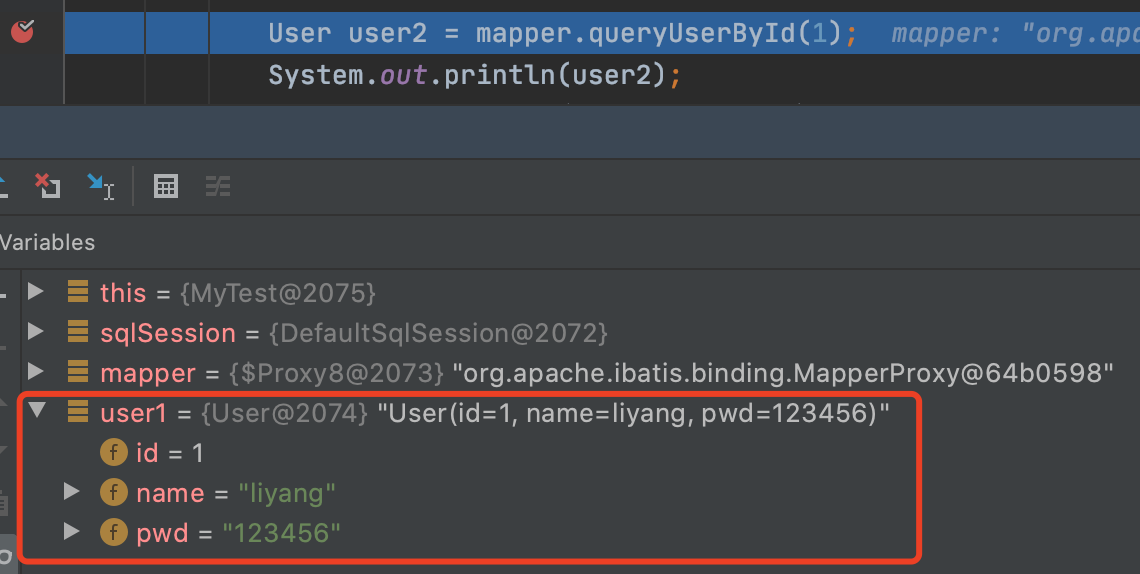 User user2 = mapper.queryUserById(1);  mapper: "org.apa
System.out.println(user2);
Variables
this = {MyTest@2075}
sqlSession = {DefaultSqlSession@2072}
mapper = {$Proxy8@2073} "org.apache.ibatis.binding.MapperProxy@64b0598"
user1 = {User@2074} "User(id=1, name=liyang, pwd=123456)"
f id = 1
f name = "liyang"
f pwd = "123456"